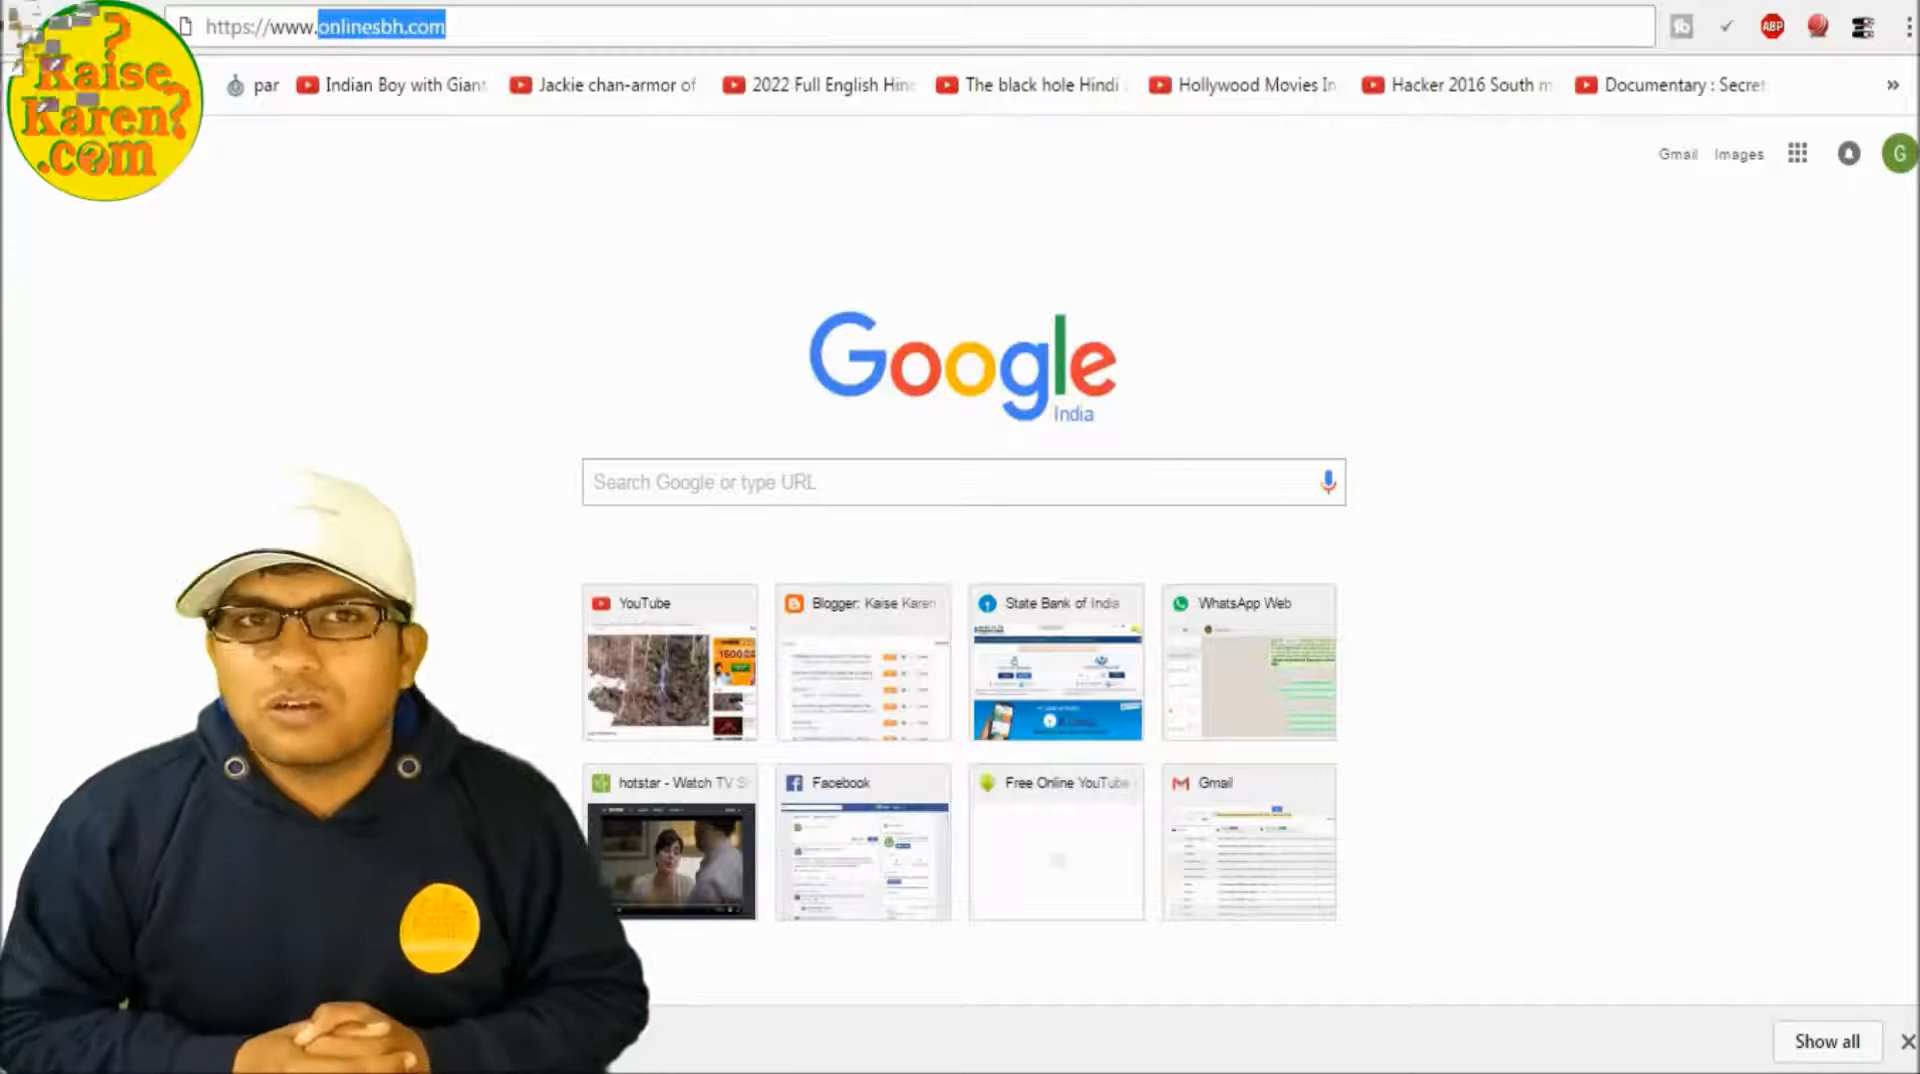 https://www.onlinesbh.com
ABP
?
Kaise
Karen?
.com
par
Indian Boy with Giant
Jackie chan-armor of
2022 Full English Hind
The black hole Hindi
Hollywood Movies In
Hacker 2016 South m
Documentary : Secret
»
Gmail
Images
G
Google
India
Search Google or type URL
YouTube
Blogger: Kaise Karen
State Bank of India
WhatsApp Web
1500
hotstar - Watch TV S
Facebook
Free Online YouTube
Gmail
Show all